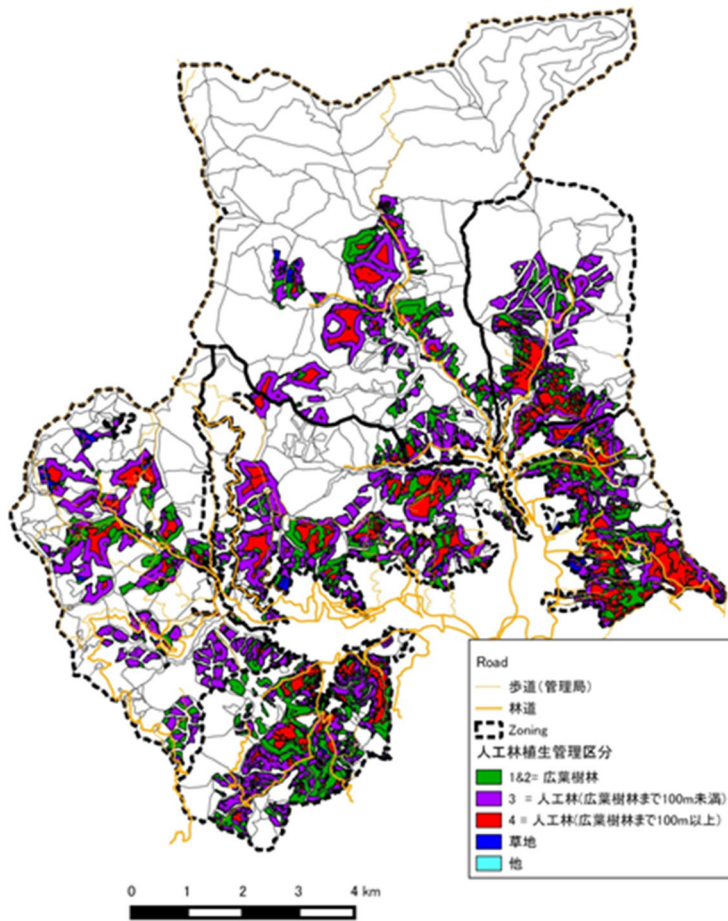 Road
歩道(管理局)
林道
Zoning
人工林植生管理区分
1&2= 広葉樹林
3 = 人工林(広葉樹林まで100m未満)
4 = 人工林(広葉樹林まで100m以上)
草地
他
0 1 2 3 4 km